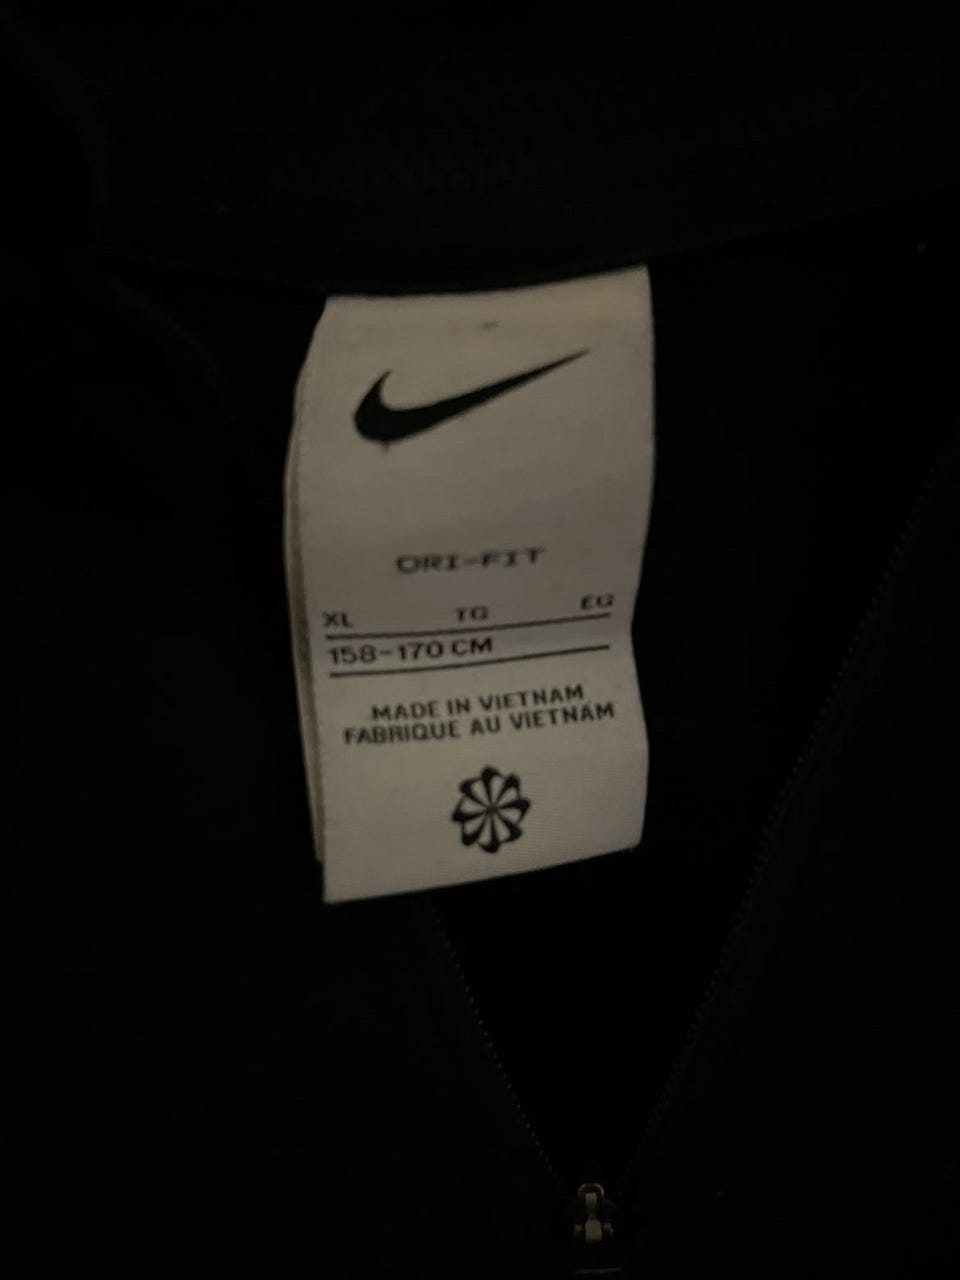 DRI-FIT
XL TG EG
158-170 CM
MADE IN VIETNAM
FABRIQUE AU VIETNAM